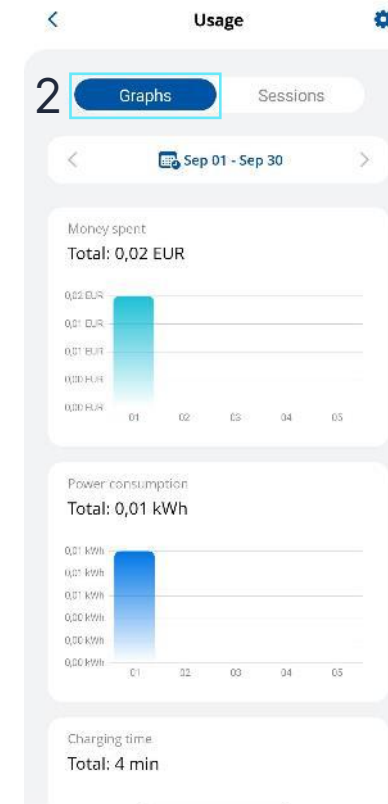 Usage
2 Graphs Sessions
Sep 01 - Sep 30
Money spent
Total: 0,02 EUR
0,02 EUR
0,01 EUR
0,01 EUR
0,00 EUR
0,00 EUR
01 02 03 04 05
Power consumption
Total: 0,01 kWh
0,01 kWh
0,01 kWh
0,01 kWh
0,00 kWh
0,00 kWh
0,00 kWh
01 02 03 04 05
Charging time
Total: 4 min